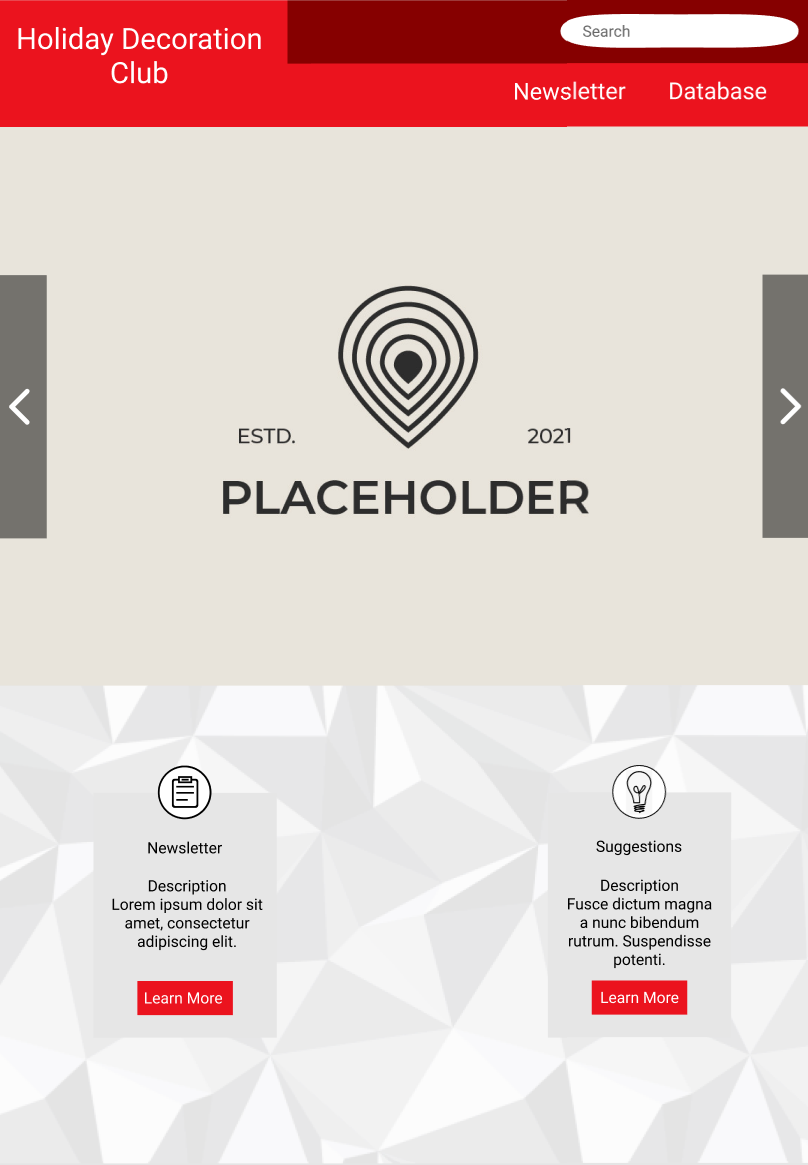 Holiday Decoration
Club
Search
Newsletter
Database
ESTD.
2021
PLACEHOLDER
Newsletter
Description
Lorem ipsum dolor sit
amet, consectetur
adipiscing elit.
Learn More
Suggestions
Description
Fusce dictum magna
a nunc bibendum
rutrum. Suspendisse
potenti.
Learn More